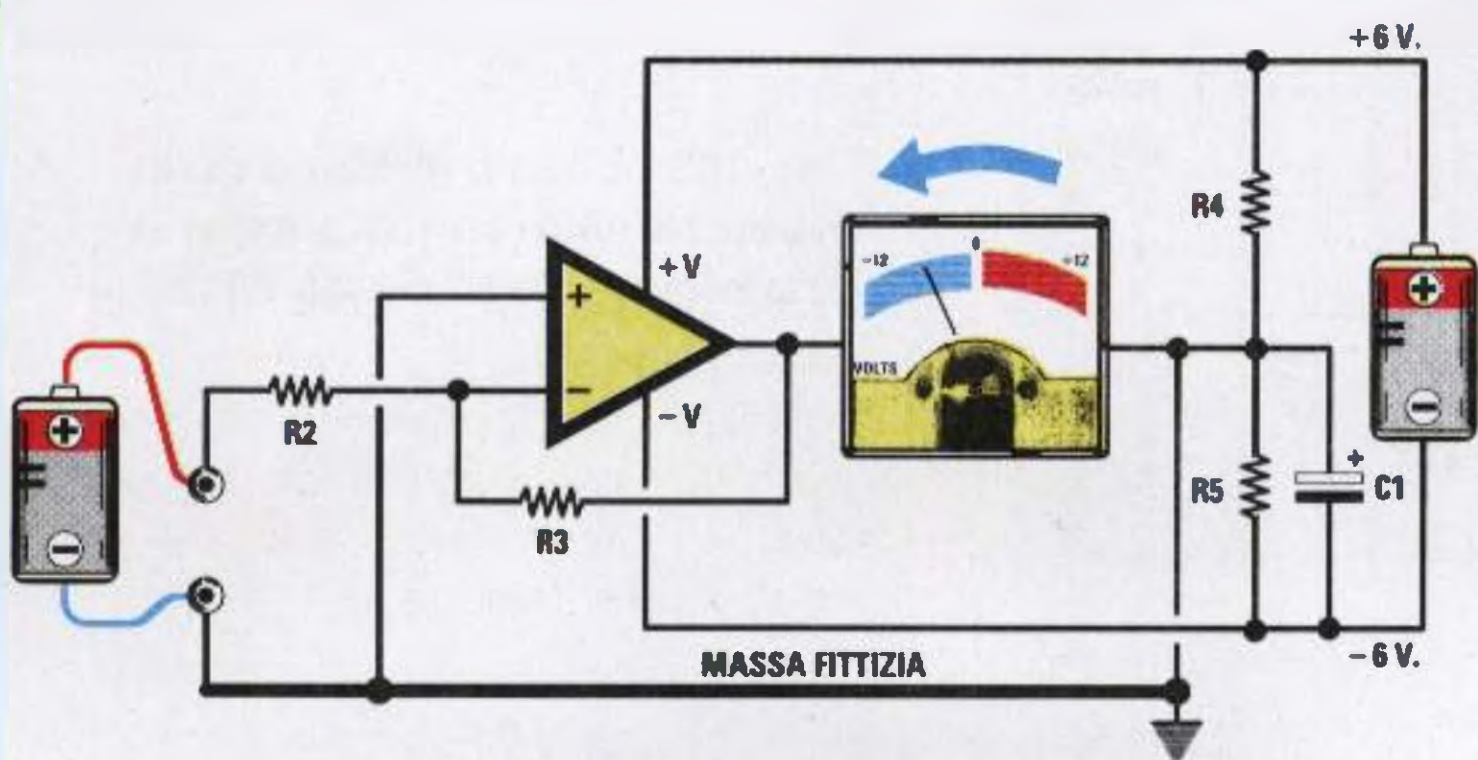 +6 V.
R4
-12
0
+12
+
+V
+
VOLTS
-
-V
-
R2
+
-
R3
R5
+
C1
MASSA FITTIZIA
-6 V.